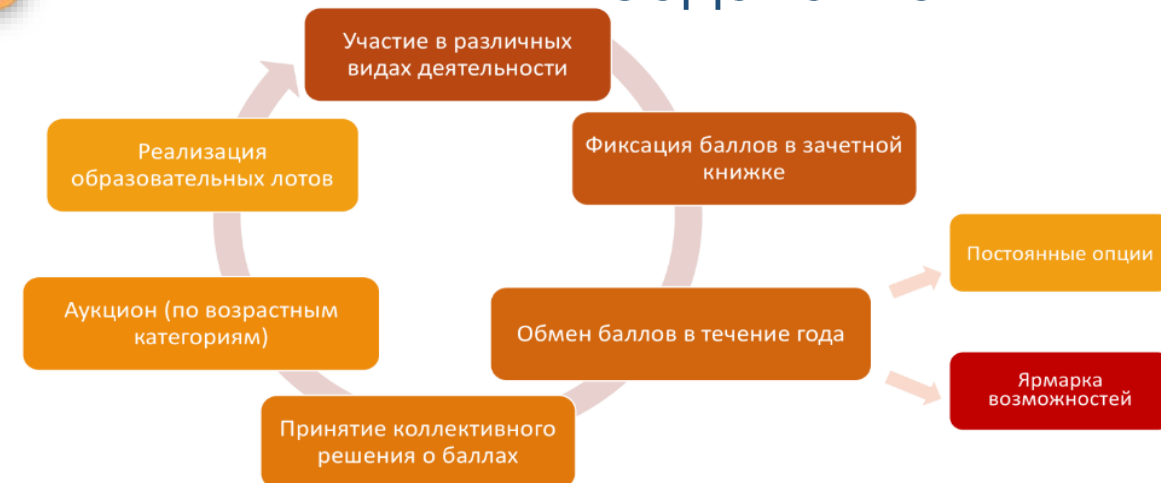 Участие в различных
видах деятельности
Фиксация баллов в зачетной
книжке
Обмен баллов в течение года
Постоянные опции
Ярмарка
возможностей
Принятие коллективного
решения о баллах
Аукцион (по возрастным
категориям)
Реализация
образовательных лотов